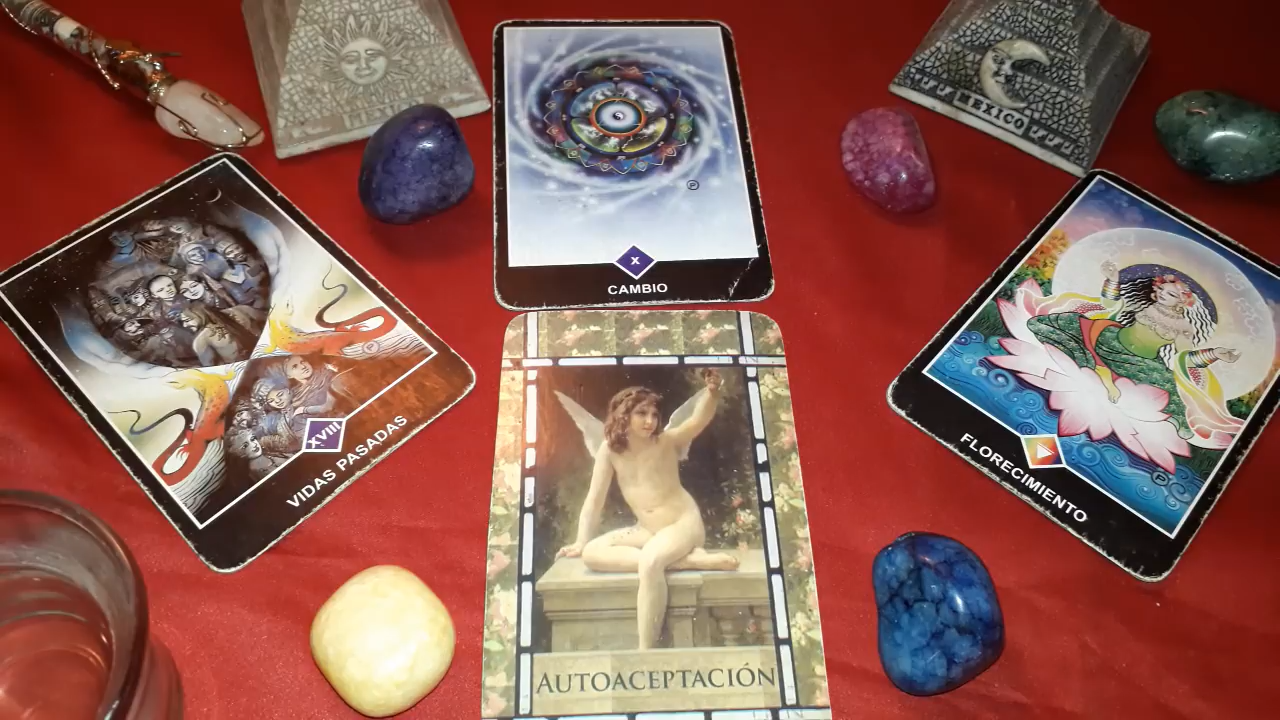 X
CAMBIO
MEXICO
XVIII
VIDAS PASADAS
FLORECIMIENTO
AUTOACEPTACIÓN